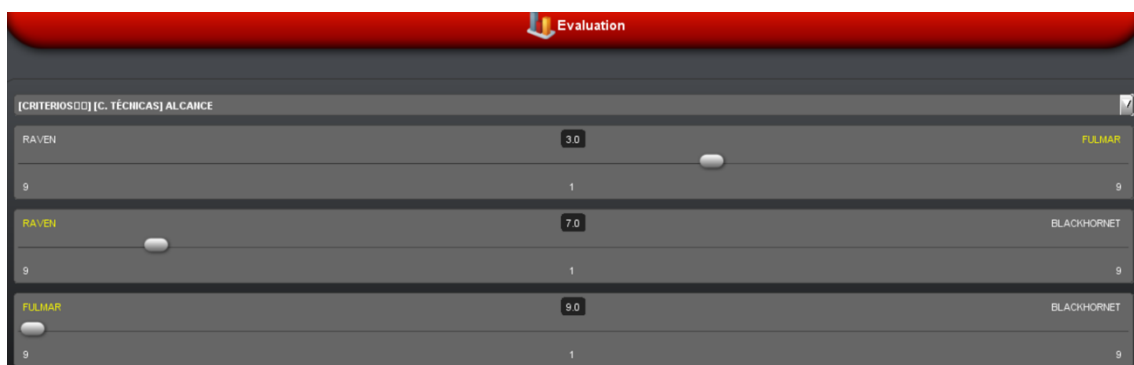 Evaluation
[CRITERIOS□□] [C. TÉCNICAS] ALCANCE
RAVEN 3.0 FULMAR
9 1 9
RAVEN 7.0 BLACKHORNET
9 1 9
FULMAR 9.0 BLACKHORNET
9 1 9